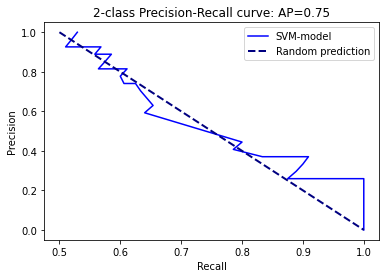 2-class Precision-Recall curve: AP=0.75
SVM-model
Random prediction
1.0
0.8
0.6
0.4
0.2
0.0
Precision
0.5 0.6 0.7 0.8 0.9 1.0
Recall